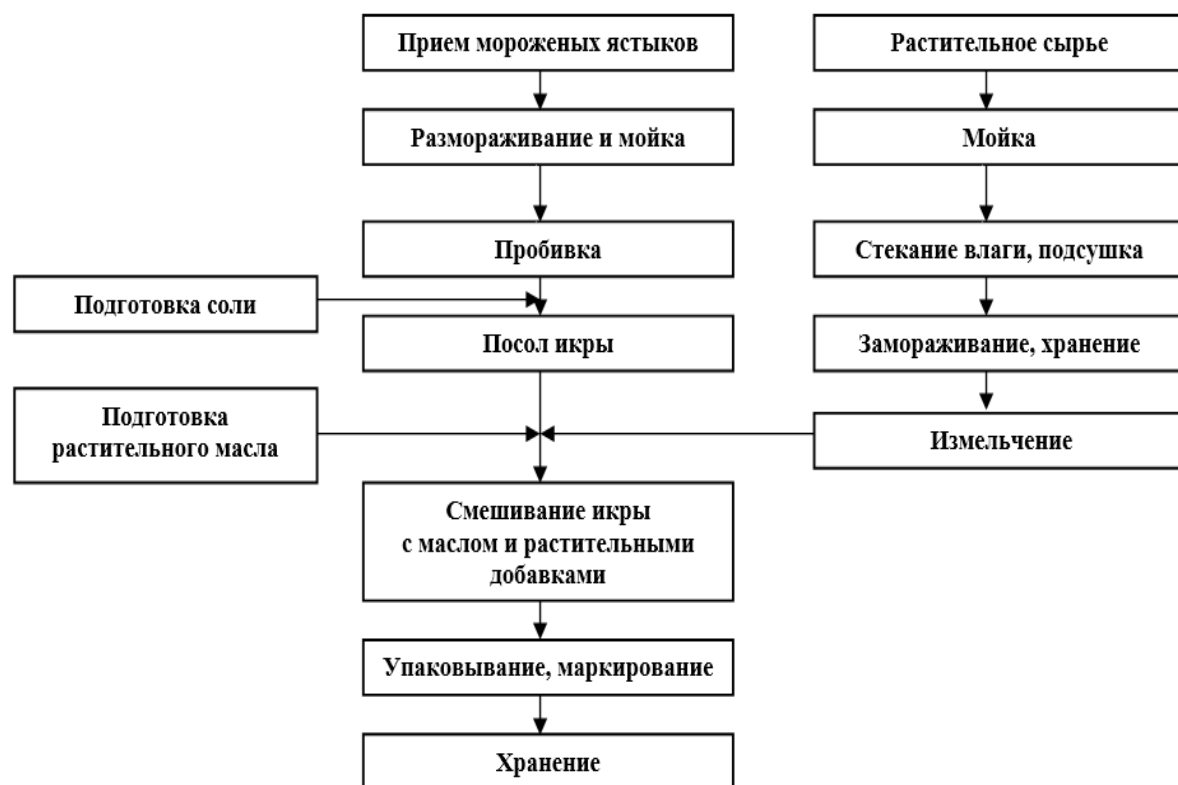 Прием мороженых ястыков
Растительное сырье
Размораживание и мойка
Мойка
Пробивка
Стекание влаги, подсушка
Подготовка соли
Посол икры
Замораживание, хранение
Подготовка
растительного масла
Измельчение
Смешивание икры
с маслом и растительными
добавками
Упаковывание, маркирование
Хранение